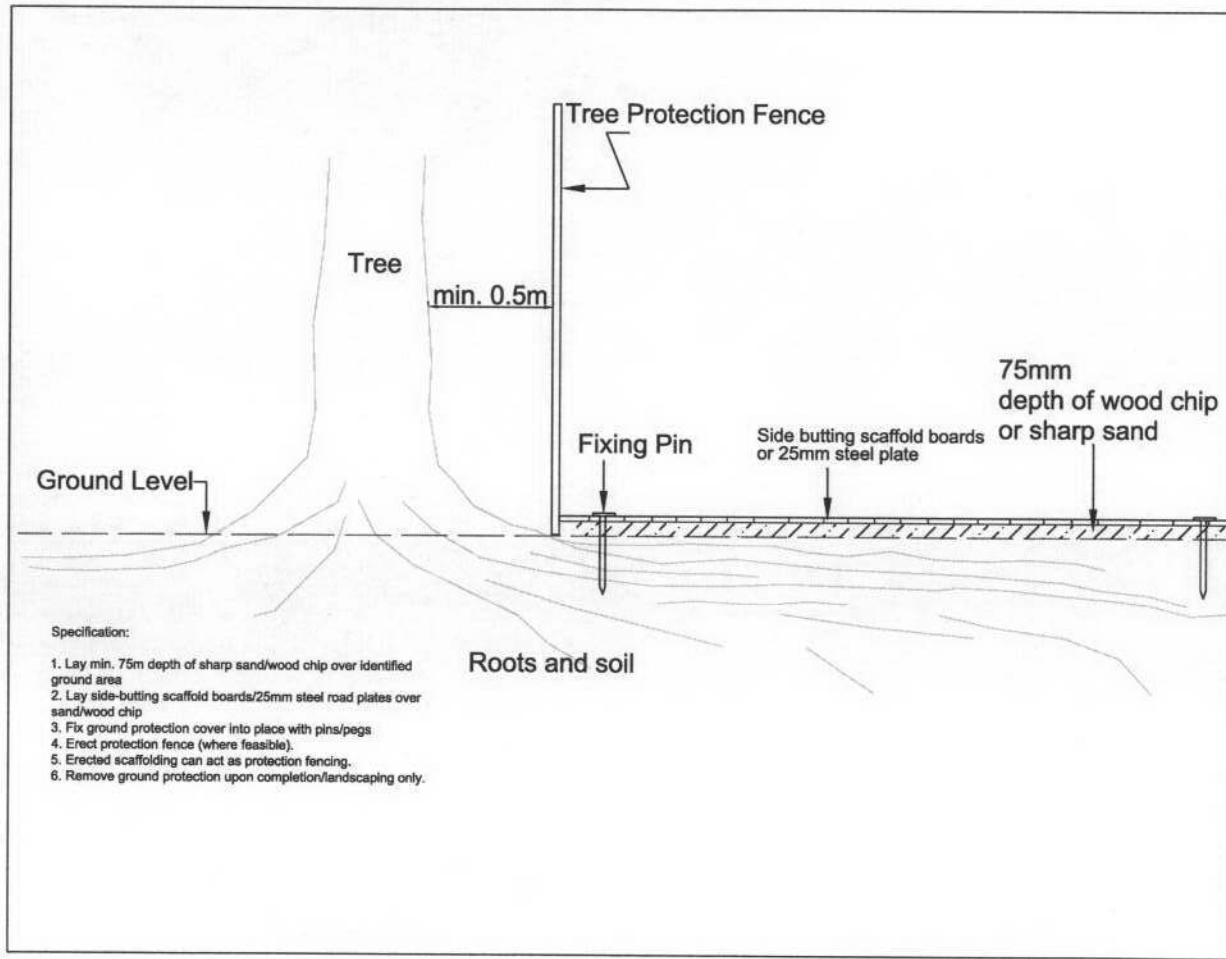 Tree Protection Fence
Tree
min. 0.5m
75mm
depth of wood chip
or sharp sand
Side butting scaffold boards
or 25mm steel plate
Fixing Pin
Ground Level
Roots and soil
Specification:
1. Lay min. 75m depth of sharp sand/wood chip over identified
ground area
2. Lay side-butting scaffold boards/25mm steel road plates over
sand/wood chip
3. Fix ground protection cover into place with pins/pegs
4. Erect protection fence (where feasible).
5. Erected scaffolding can act as protection fencing.
6. Remove ground protection upon completion/landscaping only.